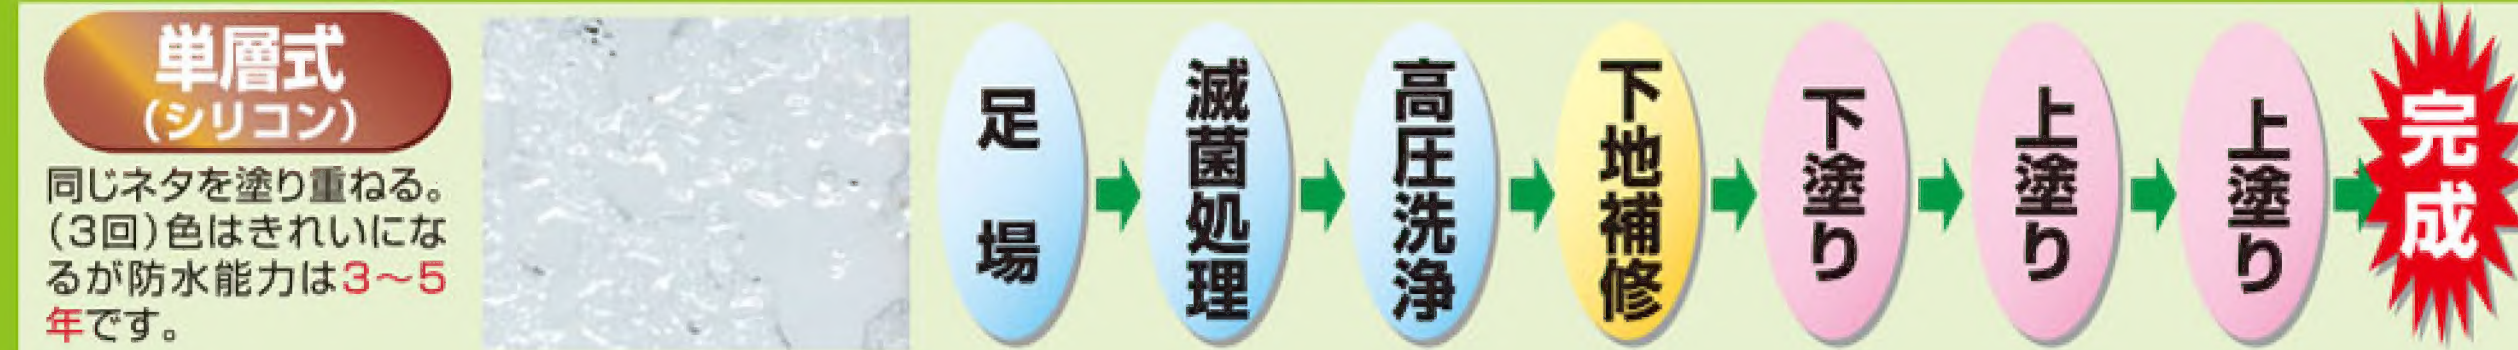 単層式
（シリコン）
同じネタを塗り重ねる。
（3回）色はきれいにな
るが防水能力は3～5
年です。
足場
滅菌処理
高圧洗浄
下地補修
下塗り
上塗り
上塗り
完成